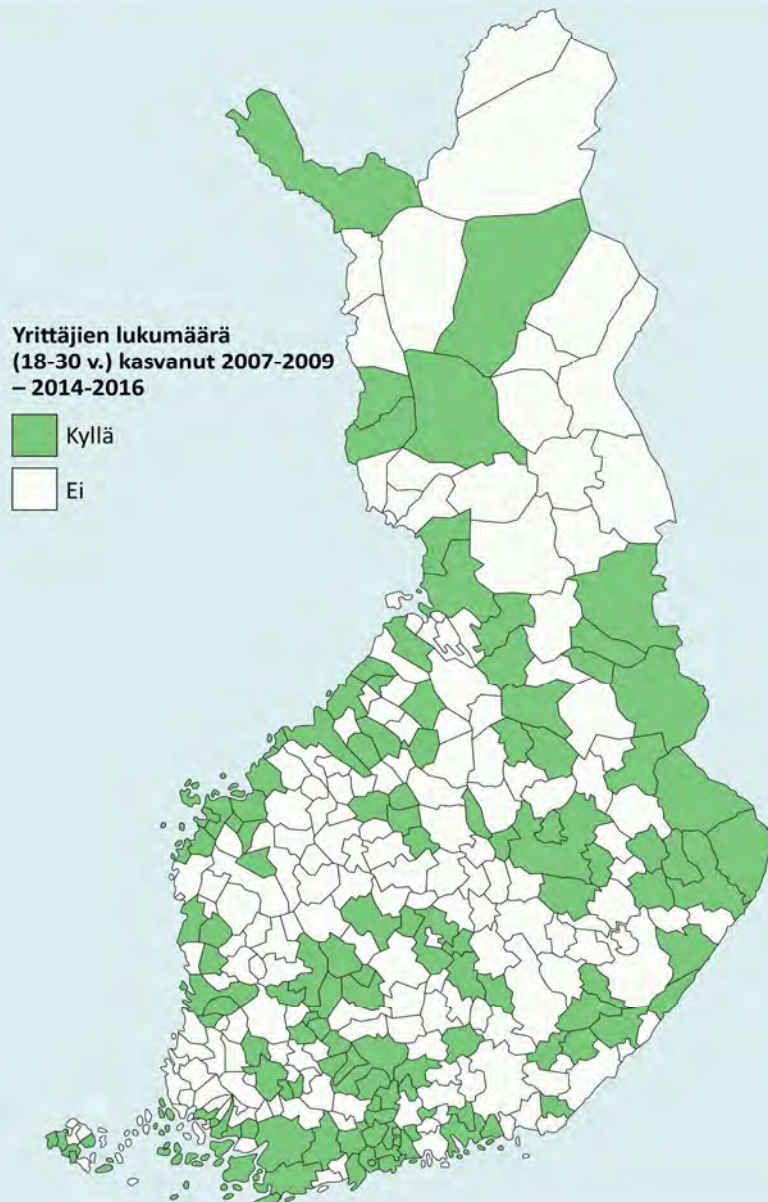 Yrittäjien lukumäärä
(18-30 v.) kasvanut 2007-2009
– 2014-2016
Kyllä
Ei